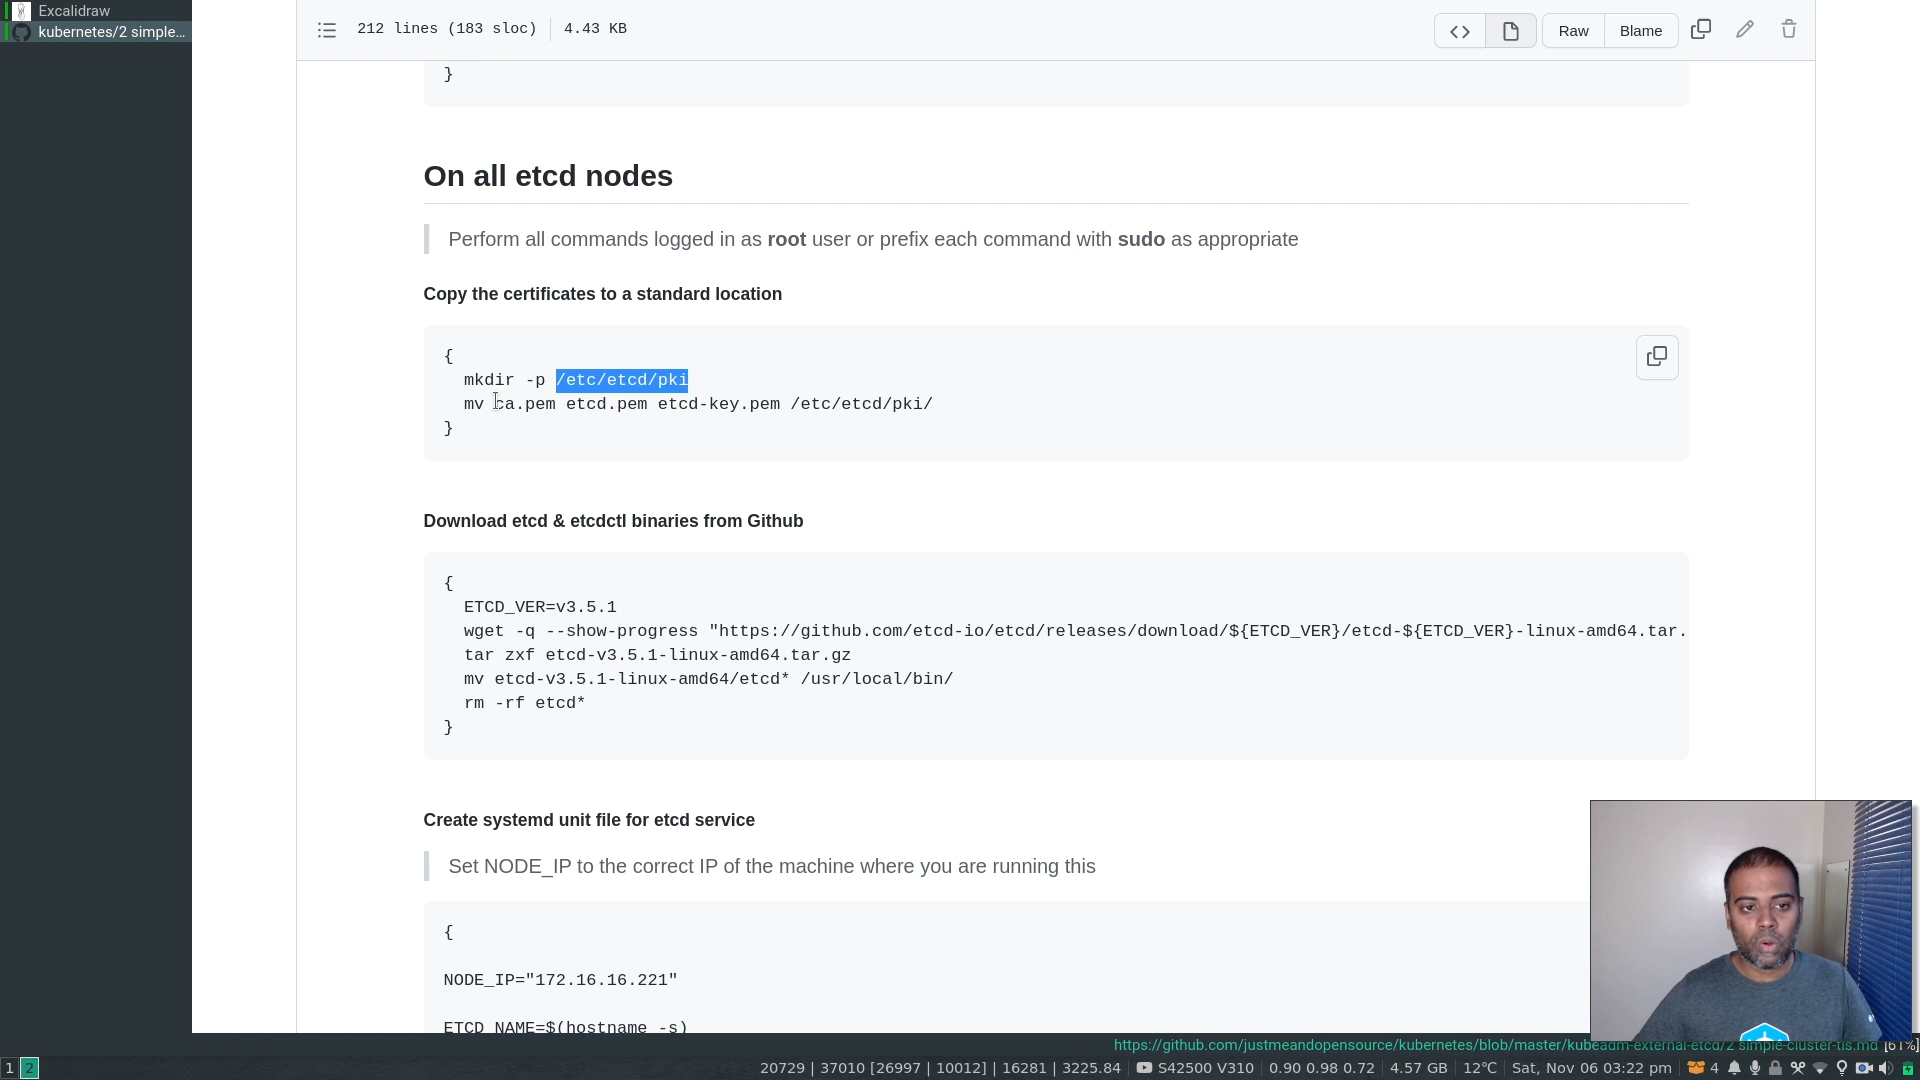 Excalidraw
kubernetes/2 simple...
212 lines (183 sloc) 4.43 KB
Raw
Blame
}
On all etcd nodes
Perform all commands logged in as root user or prefix each command with sudo as appropriate
Copy the certificates to a standard location
{
mkdir -p /etc/etcd/pki
mv ca.pem etcd.pem etcd-key.pem /etc/etcd/pki/
}
Download etcd & etcdctl binaries from Github
{
ETCD_VER=v3.5.1
wget -q --show-progress "https://github.com/etcd-io/etcd/releases/download/${ETCD_VER}/etcd-${ETCD_VER}-linux-amd64.tar.
tar zxf etcd-v3.5.1-linux-amd64.tar.gz
mv etcd-v3.5.1-linux-amd64/etcd* /usr/local/bin/
rm -rf etcd*
}
Create systemd unit file for etcd service
Set NODE_IP to the correct IP of the machine where you are running this
{
NODE_IP="172.16.16.221"
ETCD_NAME=$(hostname -s)
https://github.com/justmeandopensource/kubernetes/blob/master/kubeadm-external-etcd/2 simple-cluster-tls.md [61%]
1 2
20729 | 37010 [26997 | 10012] | 16281 | 3225.84 | S42500 V310 | 0.90 0.98 0.72 | 4.57 GB | 12°C | Sat, Nov 06 03:22 pm | 4